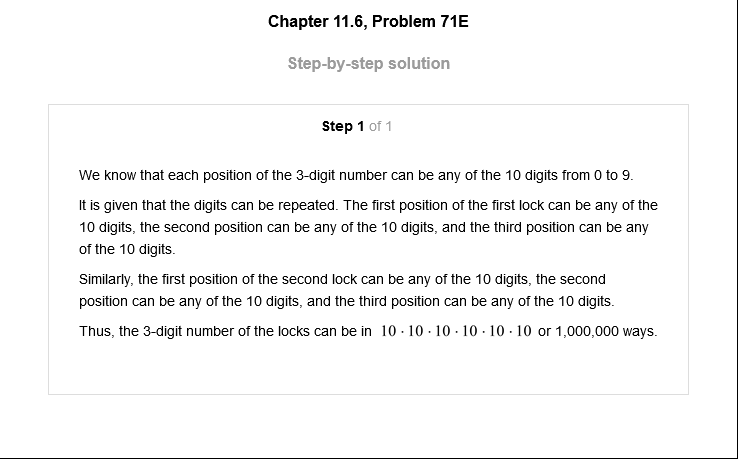 Chapter 11.6, Problem 71E
Step-by-step solution
Step 1 of 1
We know that each position of the 3-digit number can be any of the 10 digits from 0 to 9.
It is given that the digits can be repeated. The first position of the first lock can be any of the
10 digits, the second position can be any of the 10 digits, and the third position can be any
of the 10 digits.
Similarly, the first position of the second lock can be any of the 10 digits, the second
position can be any of the 10 digits, and the third position can be any of the 10 digits.
Thus, the 3-digit number of the locks can be in 10 · 10 · 10 · 10 · 10 · 10 or 1,000,000 ways.